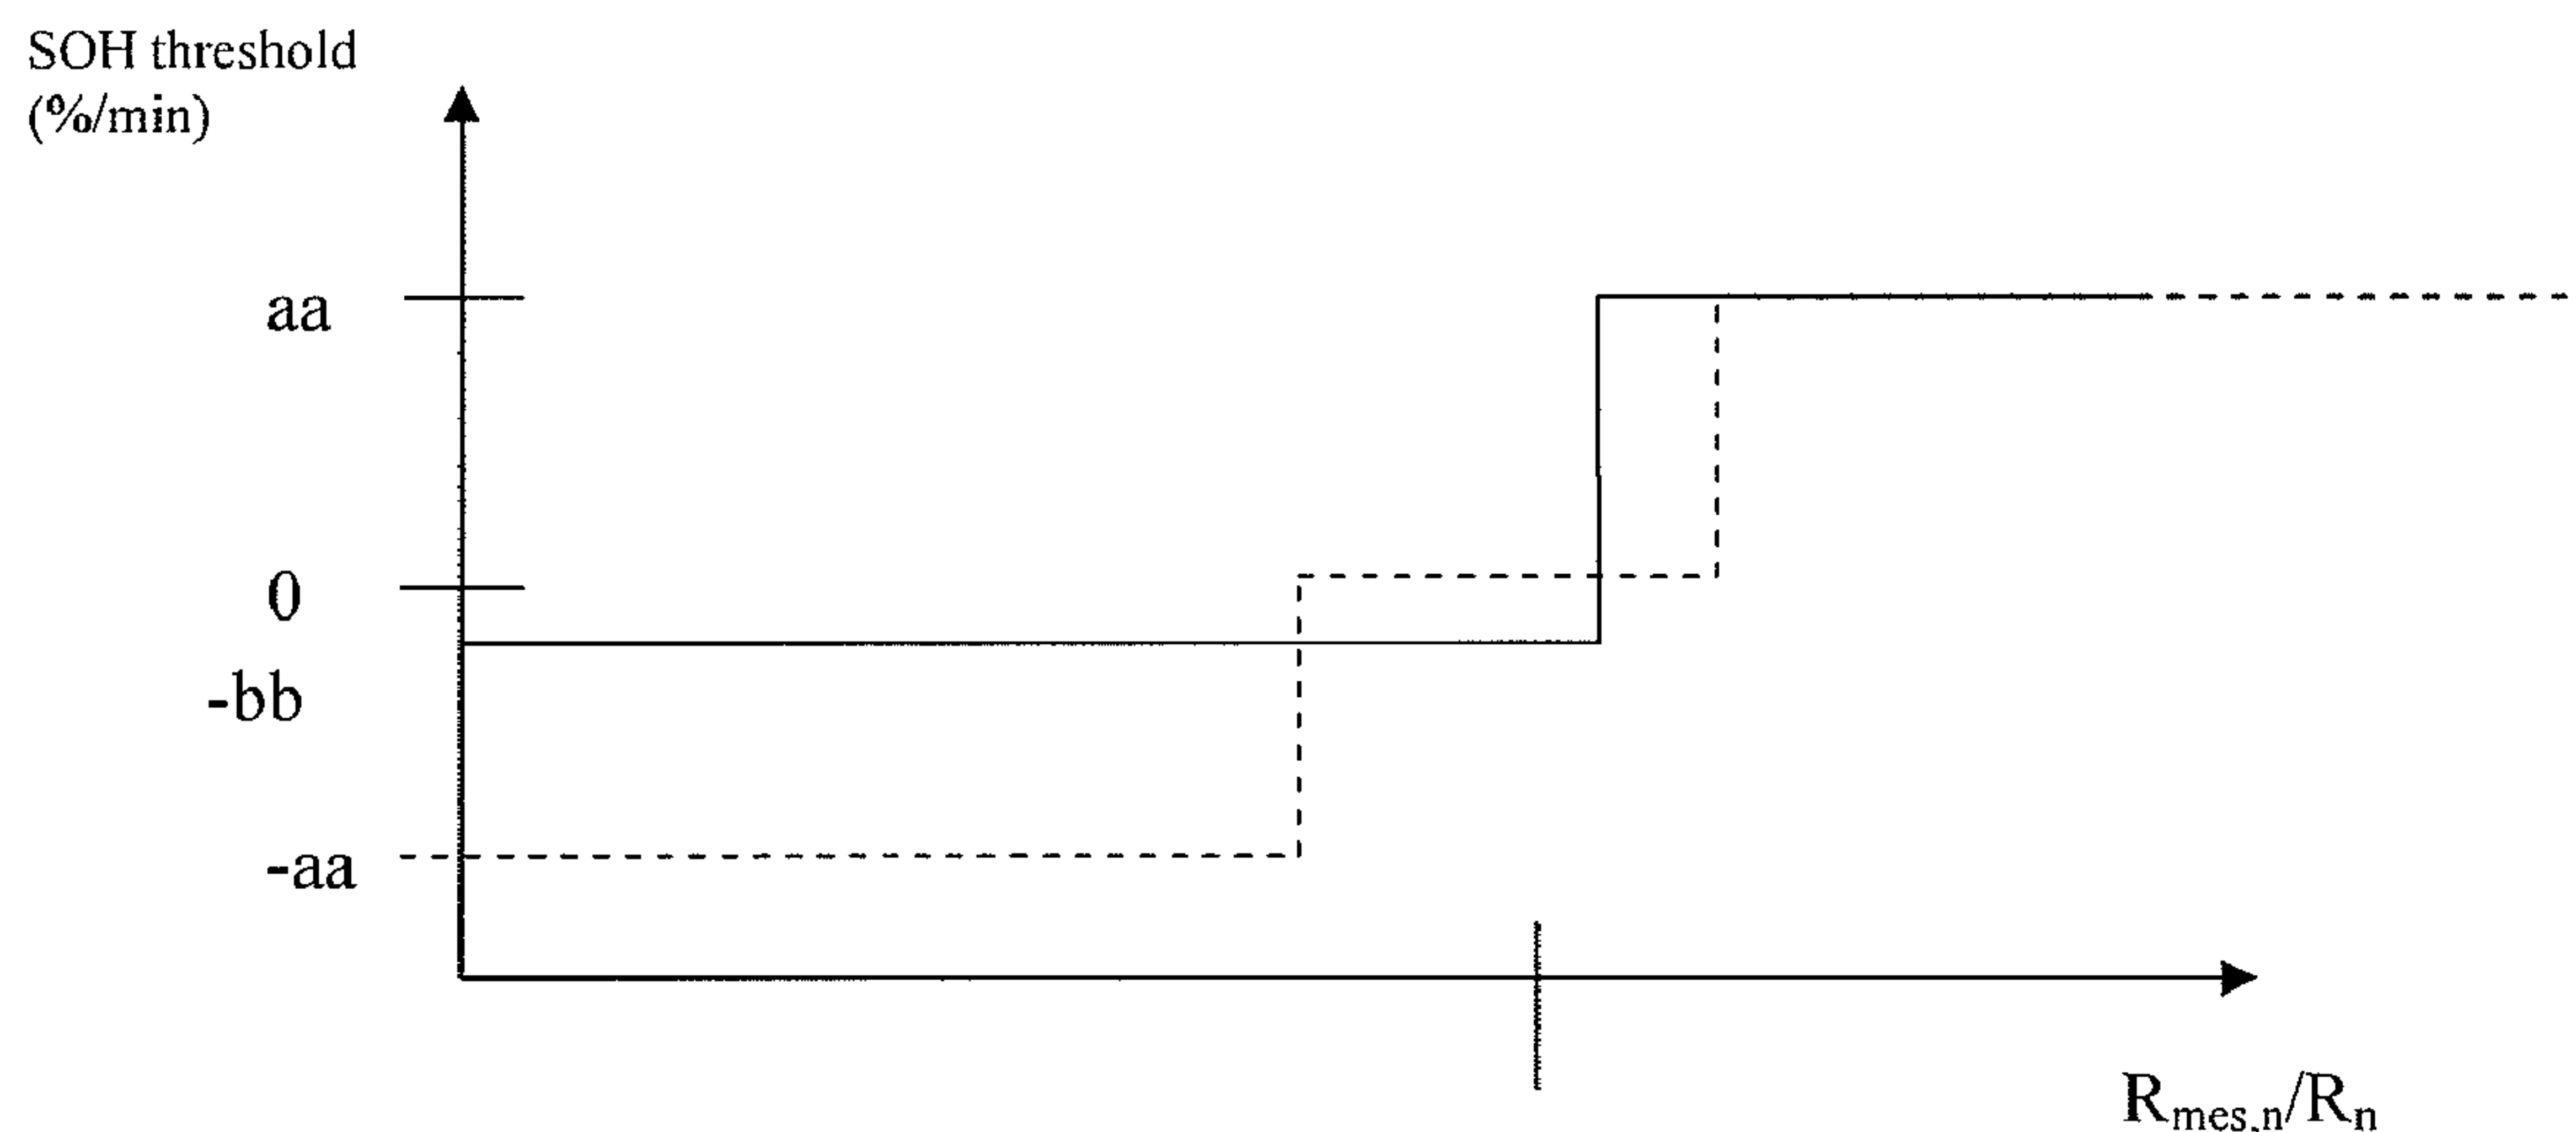 SOH threshold
(%/min)
aa
0
-bb
-aa
Rmes,n/Rn